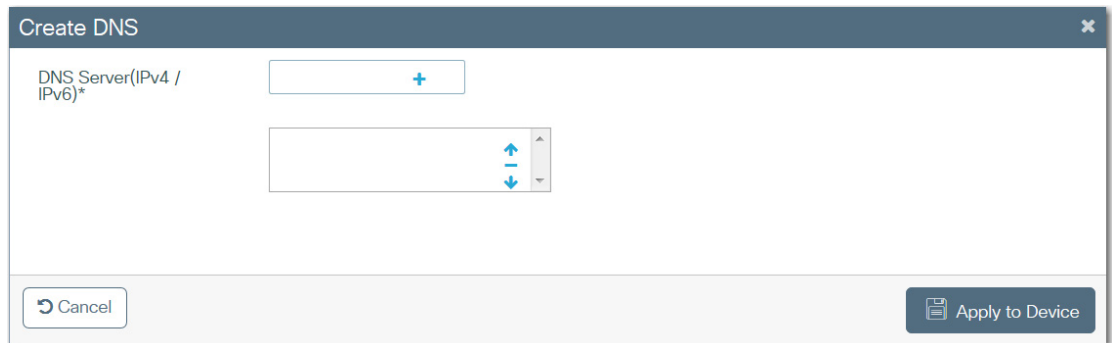 Create DNS
DNS Server(IPv4 /
IPv6)*
Cancel
Apply to Device